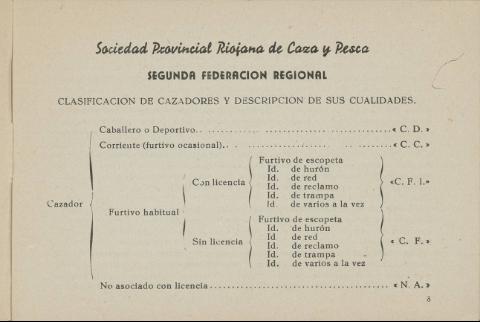 Sociedad Provincial Riojana de Caza y Pesca
SEGUNDA FEDERACION REGIONAL
CLASIFICACION DE CAZADORES Y DESCRIPCION DE SUS CUALIDADES.
Cazador
Caballero o Deportivo. . . . . . . . . « C. D. »
Corriente (furtivo ocasional). . . . . . . . . « C. C. »
Furtivo habitual
Con licencia
Furtivo de escopeta
Id. de hurón
Id. de red
Id. de reclamo
Id. de trampa
Id. de varios a la vez
«C. F. l.»
Sin licencia
Furtivo de escopeta
Id. de hurón
Id de red
Id. de reclamo
Id. de trampa
Id. de varios a la vez
« C. F. »
No asociado con licencia . . . . . . . . . « N. A. »
8